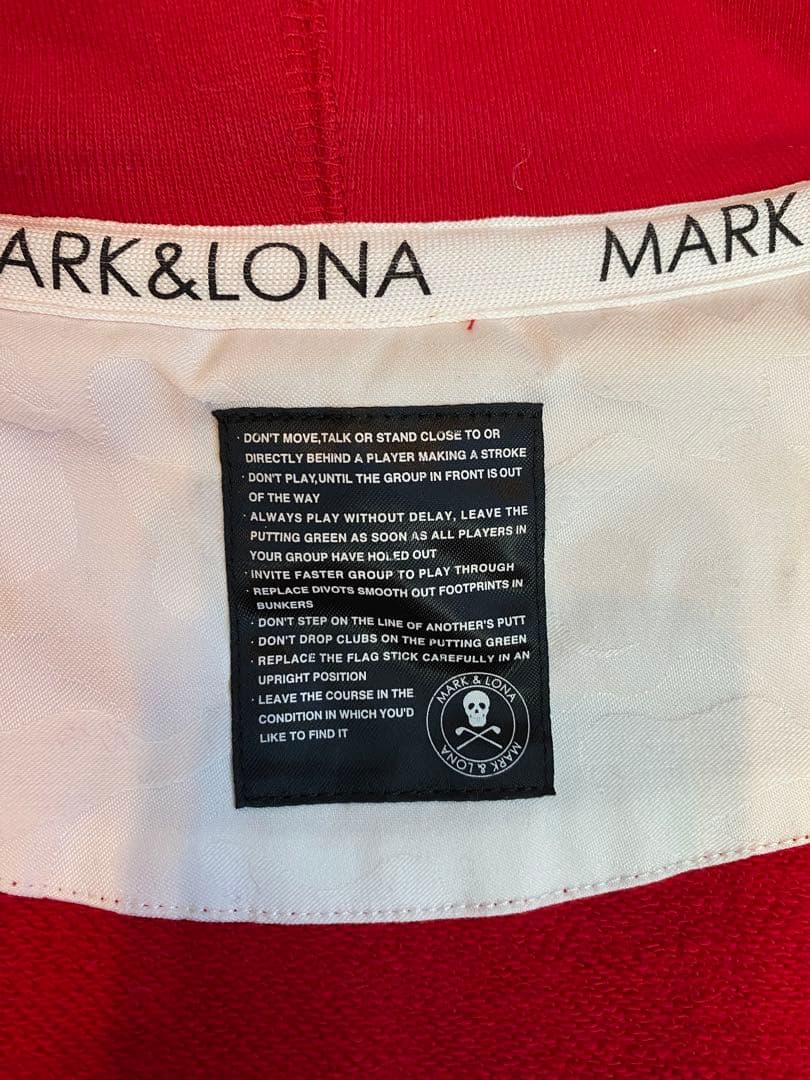 ARK&LONA MARK
· DON'T MOVE,TALK OR STAND CLOSE TO OR
DIRECTLY BEHIND A PLAYER MAKING A STROKE
· DON'T PLAY,UNTIL THE GROUP IN FRONT IS OUT
OF THE WAY
· ALWAYS PLAY WITHOUT DELAY, LEAVE THE
PUTTING GREEN AS SOON AS ALL PLAYERS IN
YOUR GROUP HAVE HOLED OUT
· INVITE FASTER GROUP TO PLAY THROUGH
· REPLACE DIVOTS SMOOTH OUT FOOTPRINTS IN
BUNKERS
· DON'T STEP ON THE LINE OF ANOTHER'S PUTT
· DON'T DROP CLUBS ON THE PUTTING GREEN
· REPLACE THE FLAG STICK CAREFULLY IN AN
UPRIGHT POSITION
· LEAVE THE COURSE IN THE
CONDITION IN WHICH YOU'D
LIKE TO FIND IT
MARK & LONA
MARK & LONA